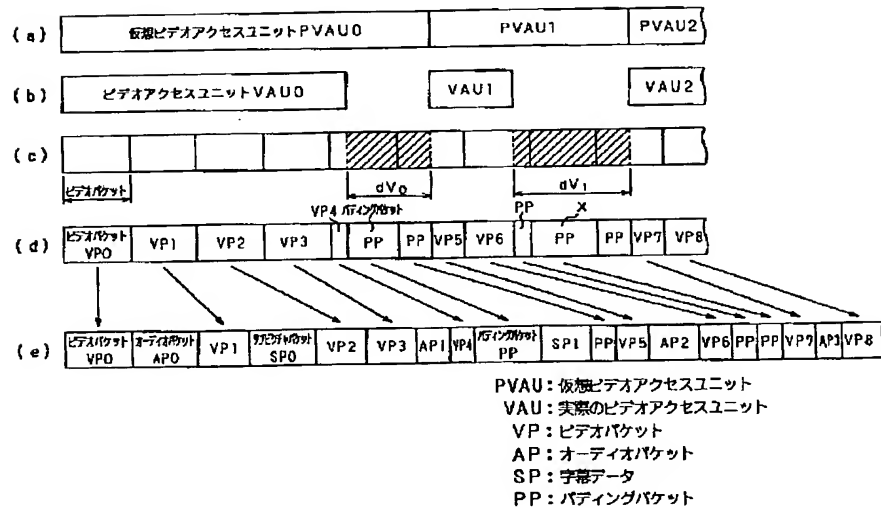 (a) 仮想ビデオアクセスユニットPVAU0 PVAU1 PVAU2
(b) ビデオアクセスユニットVAU0 VAU1 VAU2
(c)
ビデオパケット dV0 dV1
VP4 パディングパケット PP X
(d) ビデオパケット VP0 VP1 VP2 VP3 PP PP VP5 VP6 PP PP VP7 VP8
(e) ビデオパケット VP0 オーディオパケット AP0 VP1 サブピクチャパケット SP0 VP2 VP3 AP1 VP4 パディングパケット PP SP1 PP VP5 AP2 VP6 PP PP VP7 AP3 VP8
PVAU:仮想ビデオアクセスユニット
VAU:実際のビデオアクセスユニット
VP:ビデオパケット
AP:オーディオパケット
SP:字幕データ
PP:パディングパケット